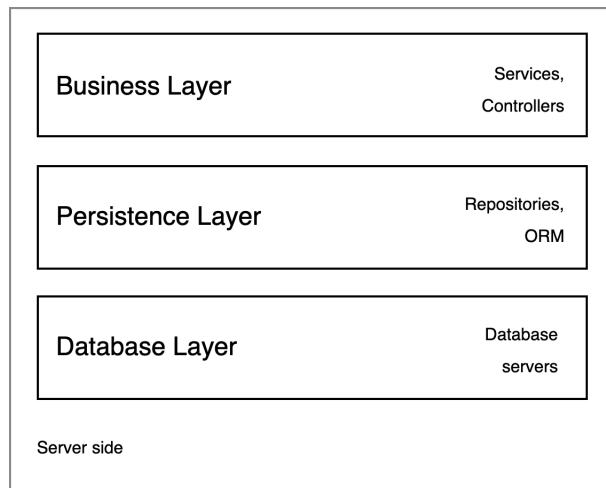 Business Layer
Services,
Controllers
Persistence Layer
Repositories,
ORM
Database Layer
Database
servers
Server side